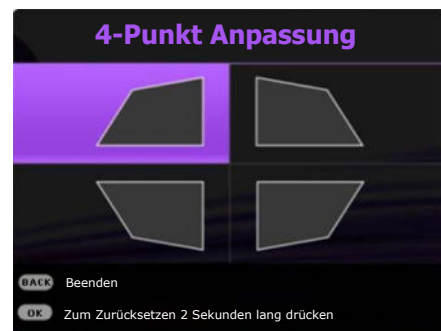 4-Punkt Anpassung
BACK Beenden
OK Zum Zurücksetzen 2 Sekunden lang drücken